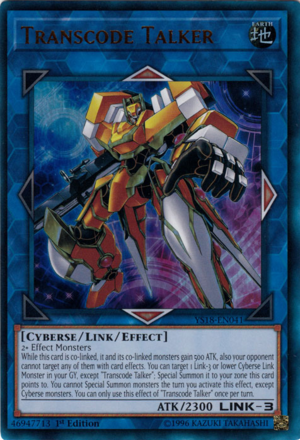 TRANSCODE TALKER
EARTH
地
YS18-EN041
[CYBERSE/LINK/EFFECT]
2+ Effect Monsters
While this card is co-linked, it and its co-linked monsters gain 500 ATK, also your opponent
cannot target any of them with card effects. You can target 1 Link-3 or lower Cyberse Link
Monster in your GY, except "Transcode Talker"; Special Summon it to your zone this card
points to. You cannot Special Summon monsters the turn you activate this effect, except
Cyberse monsters. You can only use this effect of "Transcode Talker" once per turn.
ATK/2300 LINK-3
46947713 1st Edition ©1996 KAZUKI TAKAHASHI